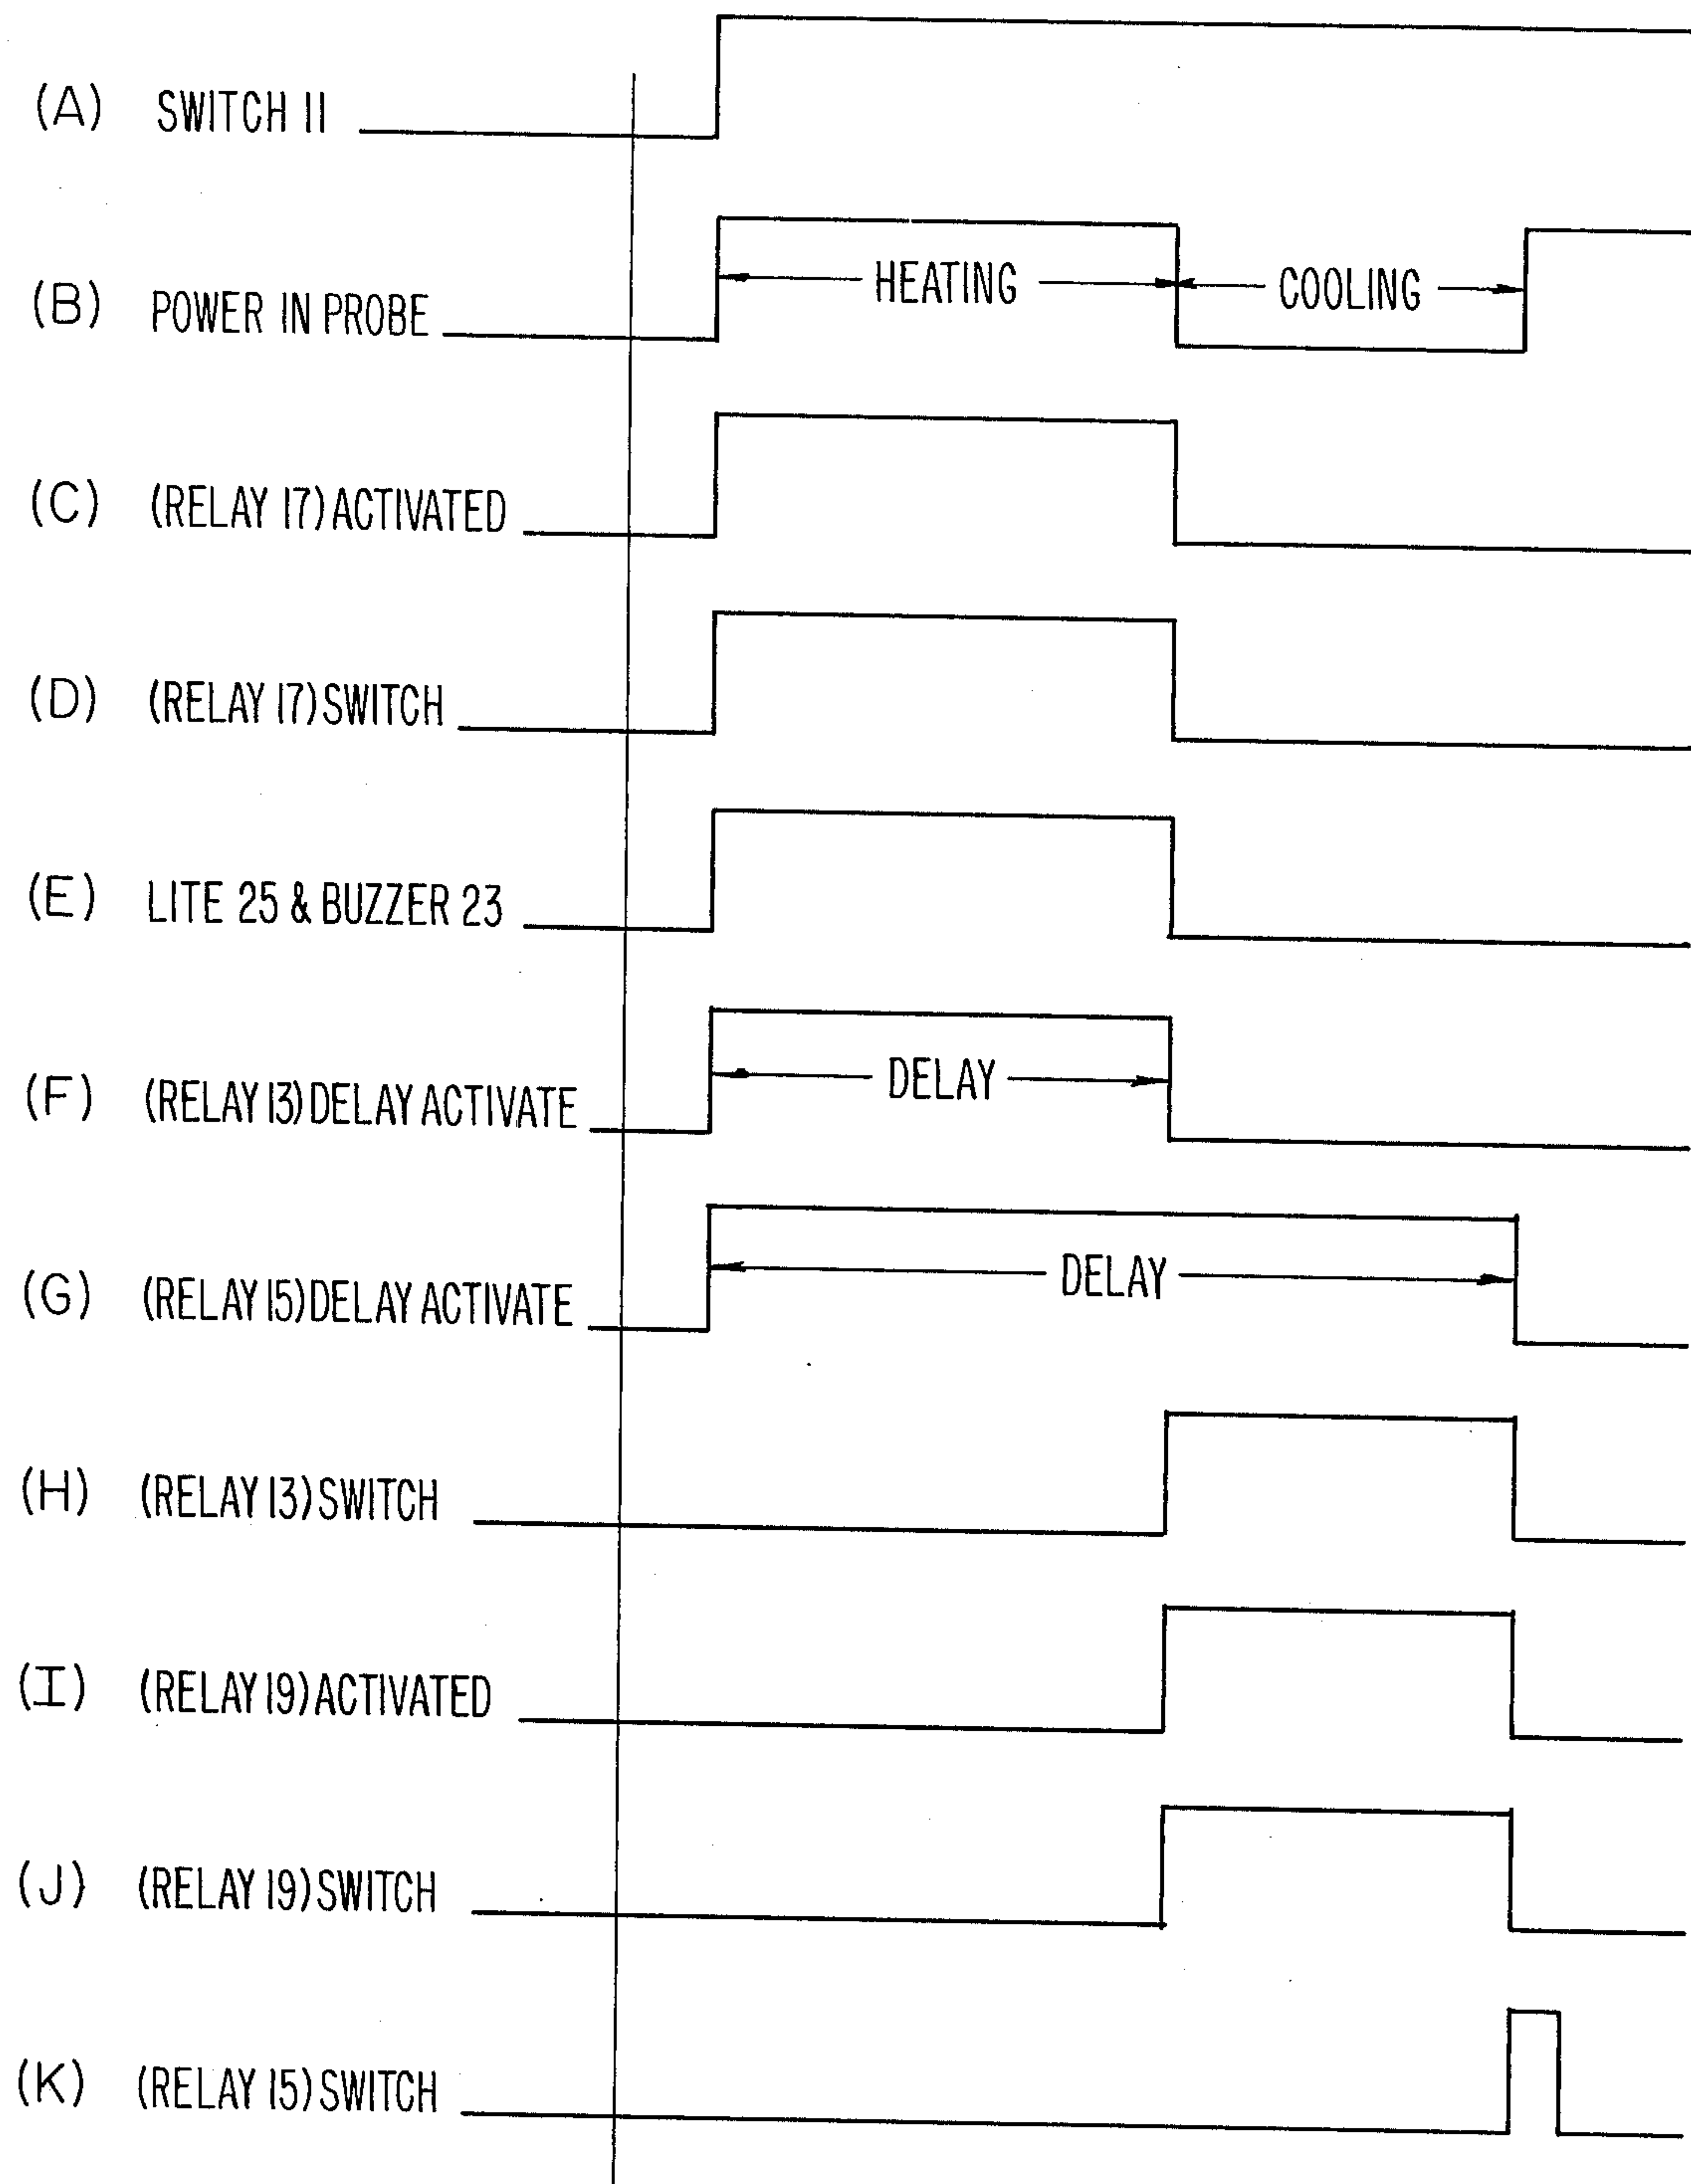 (A) SWITCH 11
(B) POWER IN PROBE
HEATING
COOLING
(C) (RELAY 17) ACTIVATED
(D) (RELAY 17) SWITCH
(E) LITE 25 & BUZZER 23
(F) (RELAY 13) DELAY ACTIVATE
DELAY
(G) (RELAY 15) DELAY ACTIVATE
DELAY
(H) (RELAY 13) SWITCH
(I) (RELAY 19) ACTIVATED
(J) (RELAY 19) SWITCH
(K) (RELAY 15) SWITCH